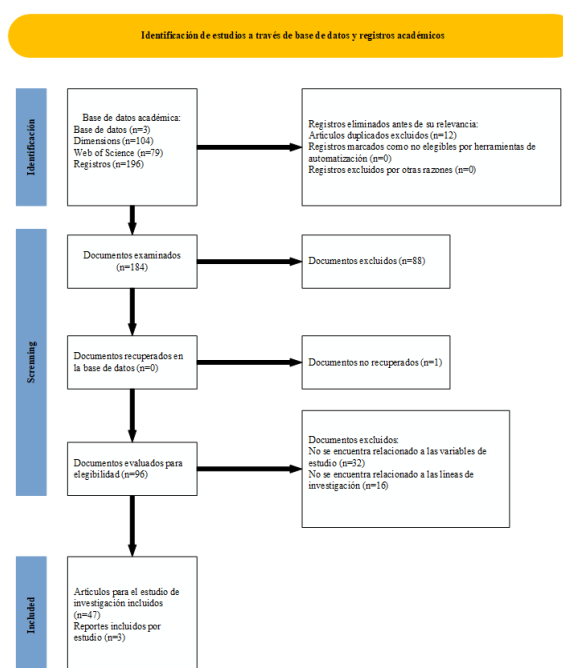 Identificación de estudios a través de base de datos y registros académicos
Identificación
Base de datos académica:
Base de datos (n=3)
Dimensions (n=104)
Web of Science (n=79)
Registros (n=196)
Registros eliminados antes de su relevancia:
Artículos duplicados excluidos (n=12)
Registros marcados como no elegibles por herramientas de
automatización (n=0)
Registros excluidos por otras razones (n=0)
Screnning
Documentos examinados
(n=184)
Documentos excluidos (n=88)
Documentos recuperados en
la base de datos (n=0)
Documentos no recuperados (n=1)
Documentos evaluados para
elegibilidad (n=96)
Documentos excluidos:
No se encuentra relacionado a las variables de
estudio (n=32)
No se encuentra relacionado a las lineas de
investigación (n=16)
Included
Artículos para el estudio de
investigación incluidos
(n=47)
Reportes incluidos por
estudio (n=3)